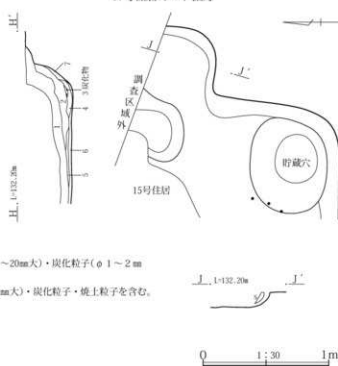 H'
J
J'
7
3炭化物
2
4
1
調査区域外
貯蔵穴
6
15号住居
5
H L=132.20m
～20㎜大)・炭化粒子(φ1～2㎜
J L=132.20m J'
㎜大)・炭化粒子・焼土粒子を含む。
0 1:30 1m